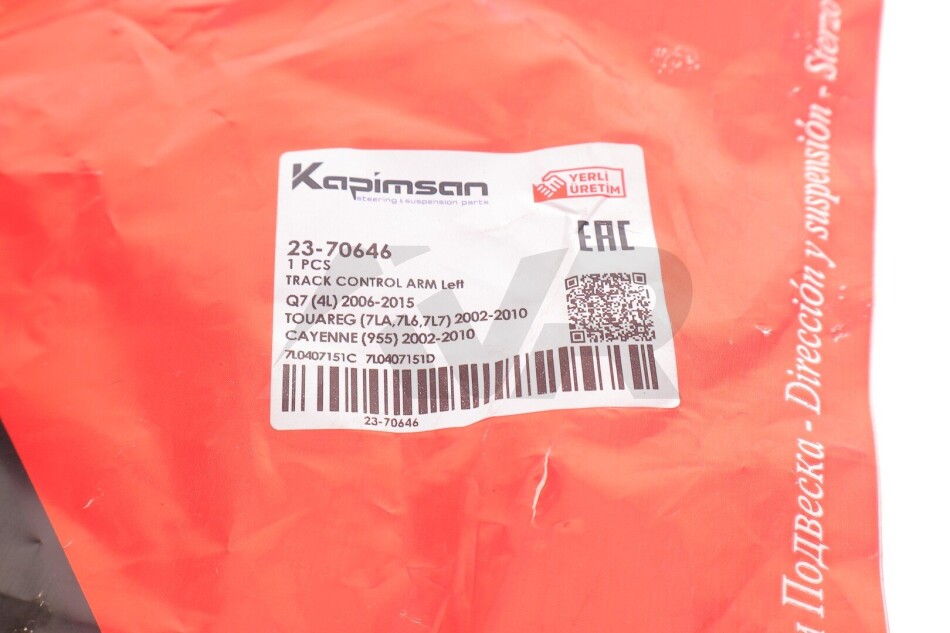 Kapimsan
steering & suspension parts
YERLİ
ÜRETİM
EAC
23-70646
1 PCS
TRACK CONTROL ARM Left
Q7 (4L) 2006-2015
TOUAREG (7LA,7L6,7L7) 2002-2010
CAYENNE (955) 2002-2010
7L0407151C 7L0407151D
23-70646
Подвеска - Dirección y suspensión - Sterzo